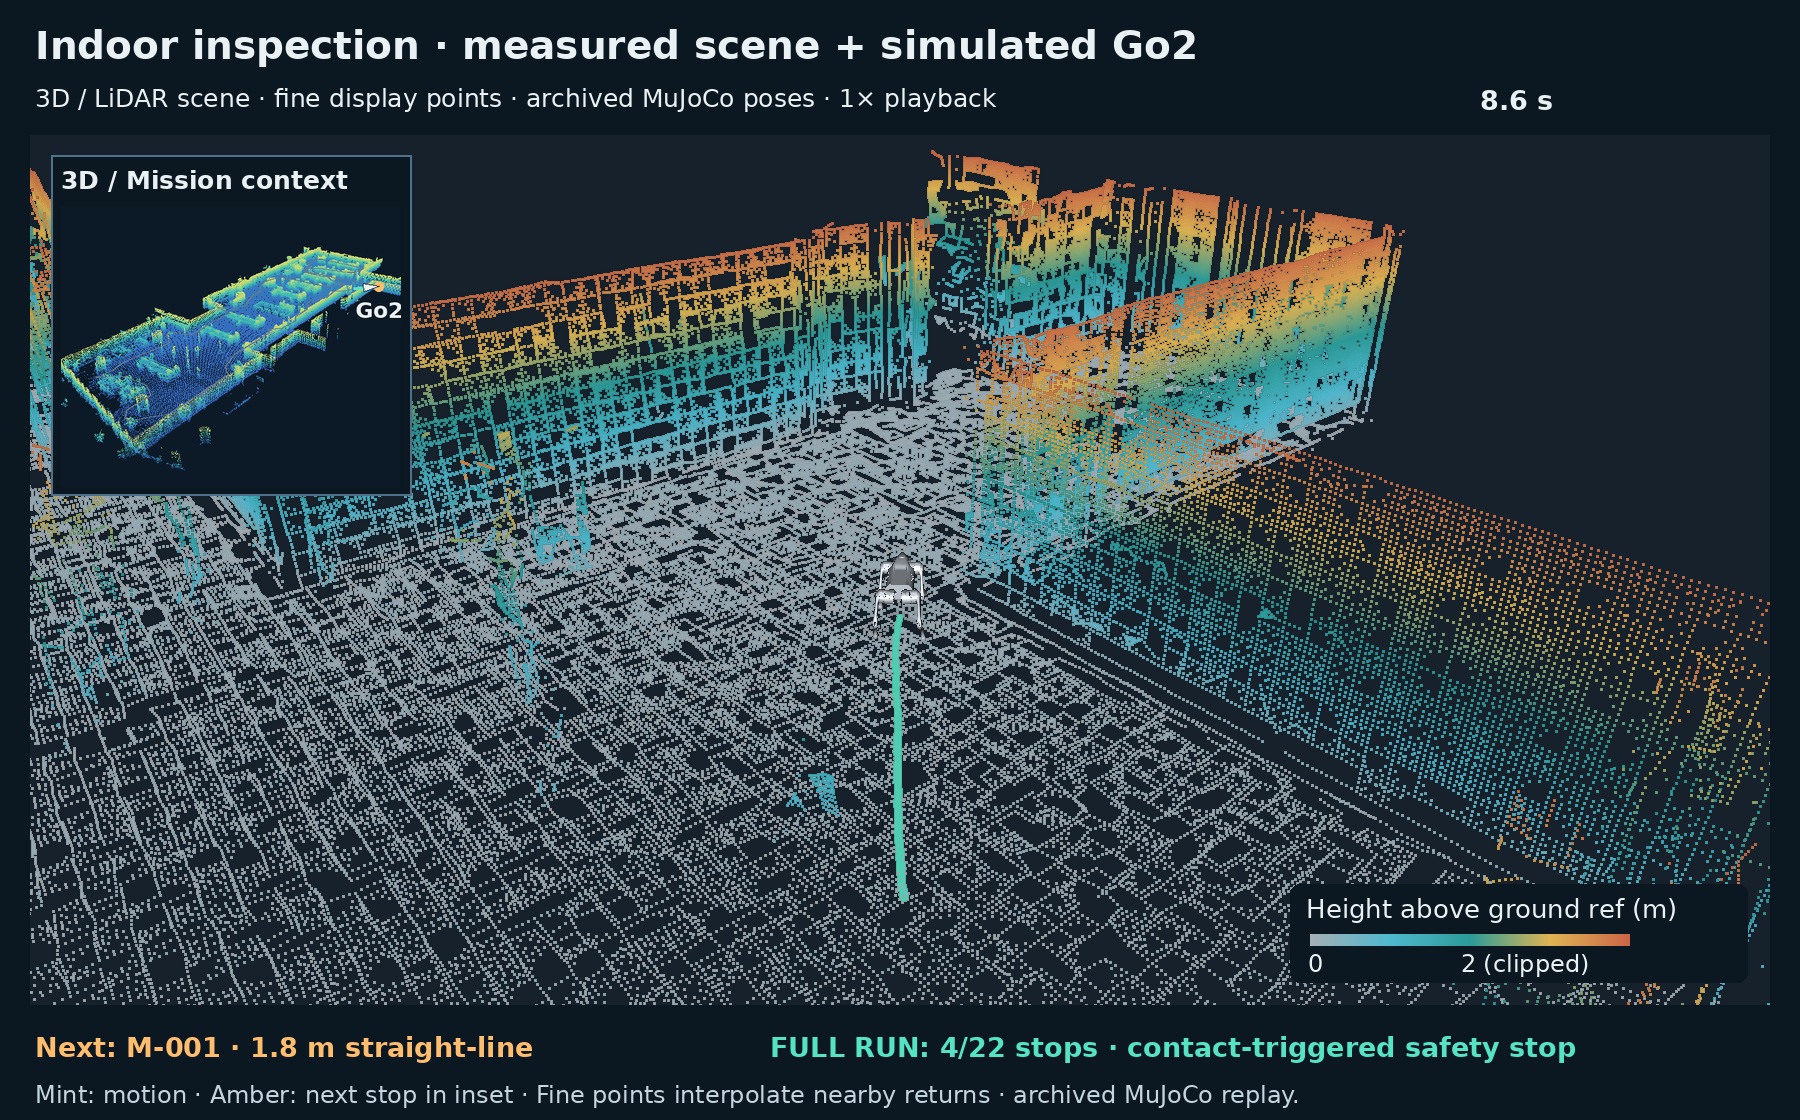 Indoor inspection · measured scene + simulated Go2
3D / LiDAR scene · fine display points · archived MuJoCo poses · 1× playback
8.6 s
3D / Mission context
Go2
Height above ground ref (m)
0 2 (clipped)
Next: M-001 · 1.8 m straight-line
FULL RUN: 4/22 stops · contact-triggered safety stop
Mint: motion · Amber: next stop in inset · Fine points interpolate nearby returns · archived MuJoCo replay.